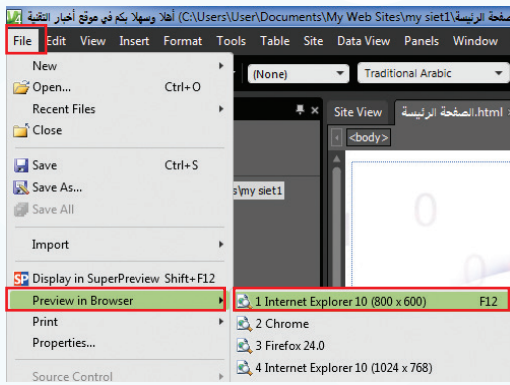 أهلا وسهلا بكم في موقع أخبار التقنية (C:\Users\User\Documents\My Web Sites\my siet1\صفحة الرئيسة
File Edit View Insert Format Tools Table Site Data View Panels Window
New
(None) Traditional Arabic
Open... Ctrl+O
Recent Files
Site View الصفحة الرئيسة.html
Close
<body>
Save Ctrl+S
Save As...
s\my siet1
Save All
Import
Display in SuperPreview Shift+F12
Preview in Browser
1 Internet Explorer 10 (800 x 600) F12
Print
2 Chrome
Properties...
3 Firefox 24.0
Source Control
4 Internet Explorer 10 (1024 x 768)